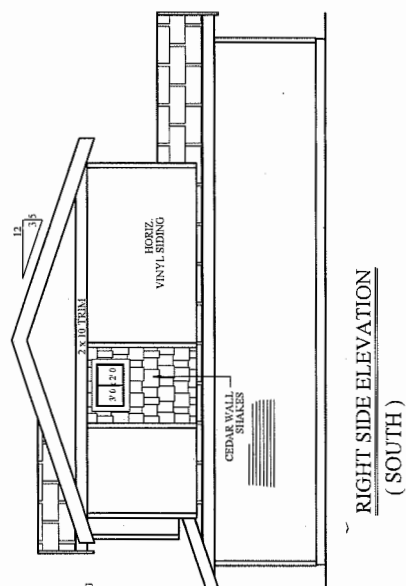 12
3.5
2 x 10 TRIM
HORIZ.
VINYL SIDING
3'0 x 2'0
CEDAR WALL
SHAKES
RIGHT SIDE ELEVATION
( SOUTH )